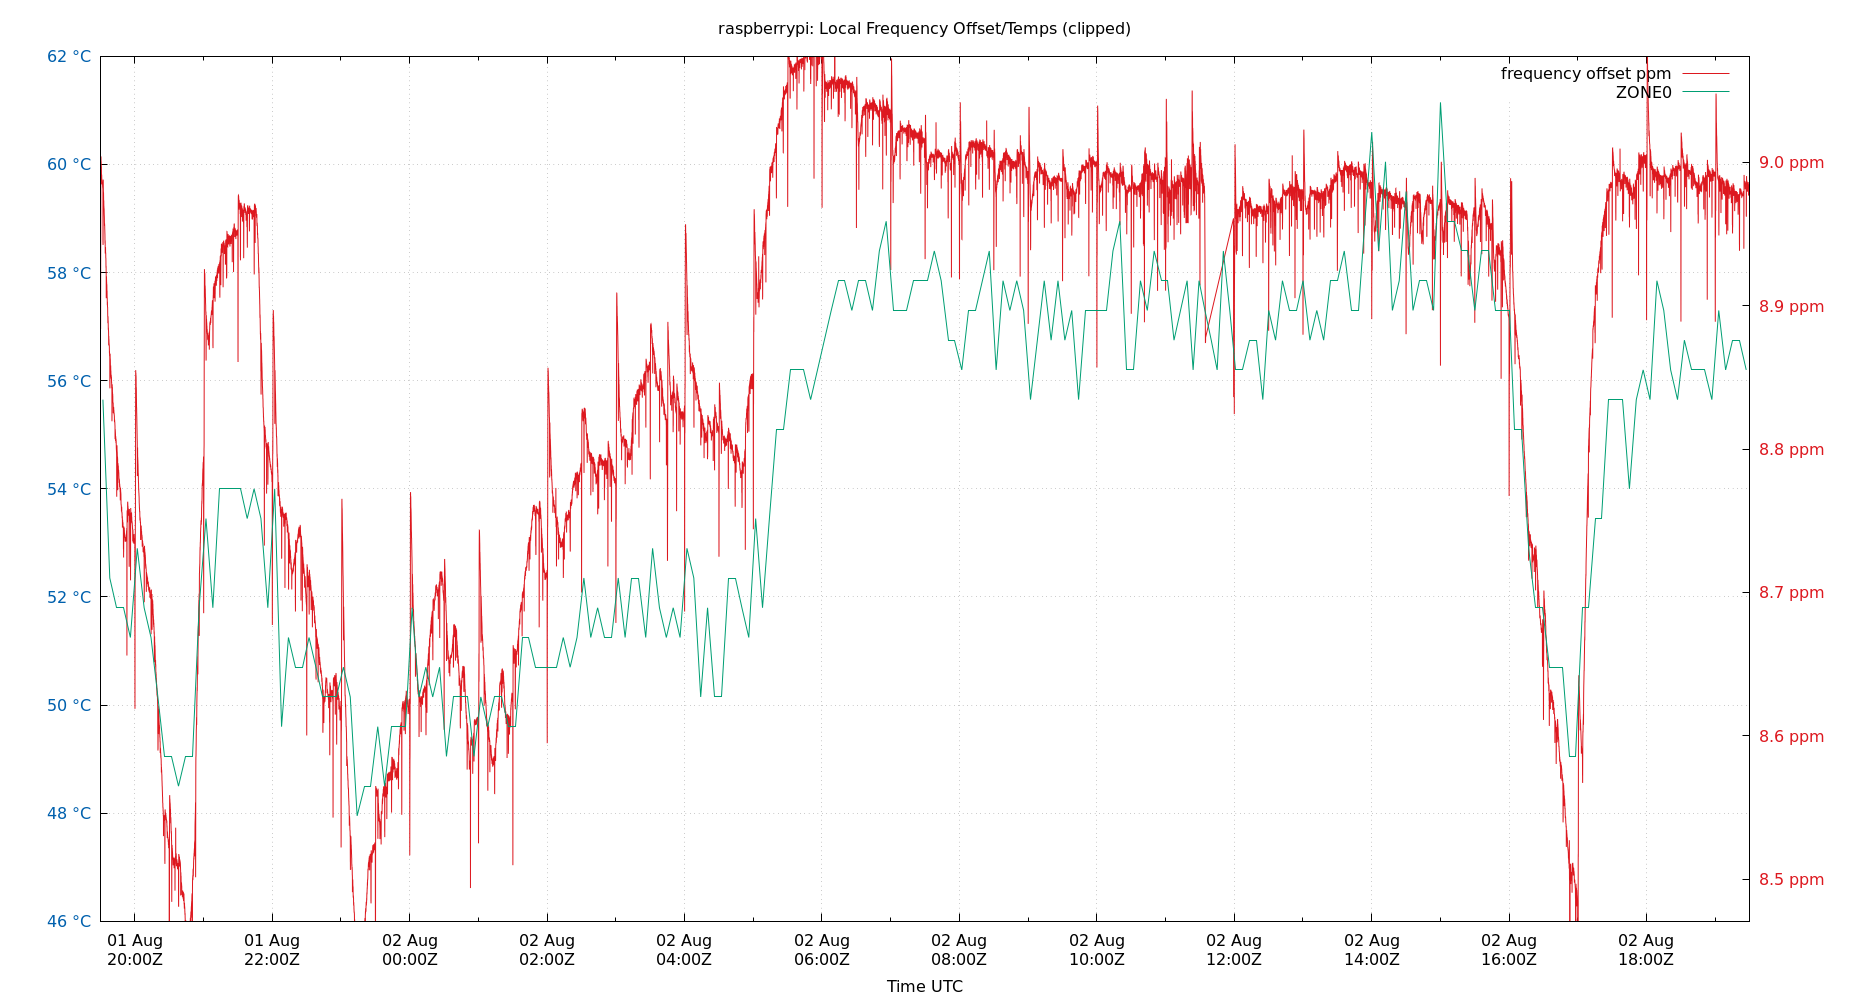 raspberrypi: Local Frequency Offset/Temps (clipped)
62 °C
60 °C
58 °C
56 °C
54 °C
52 °C
50 °C
48 °C
46 °C
frequency offset ppm
ZONE0
9.0 ppm
8.9 ppm
8.8 ppm
8.7 ppm
8.6 ppm
8.5 ppm
01 Aug
20:00Z
01 Aug
22:00Z
02 Aug
00:00Z
02 Aug
02:00Z
02 Aug
04:00Z
02 Aug
06:00Z
02 Aug
08:00Z
02 Aug
10:00Z
02 Aug
12:00Z
02 Aug
14:00Z
02 Aug
16:00Z
02 Aug
18:00Z
Time UTC